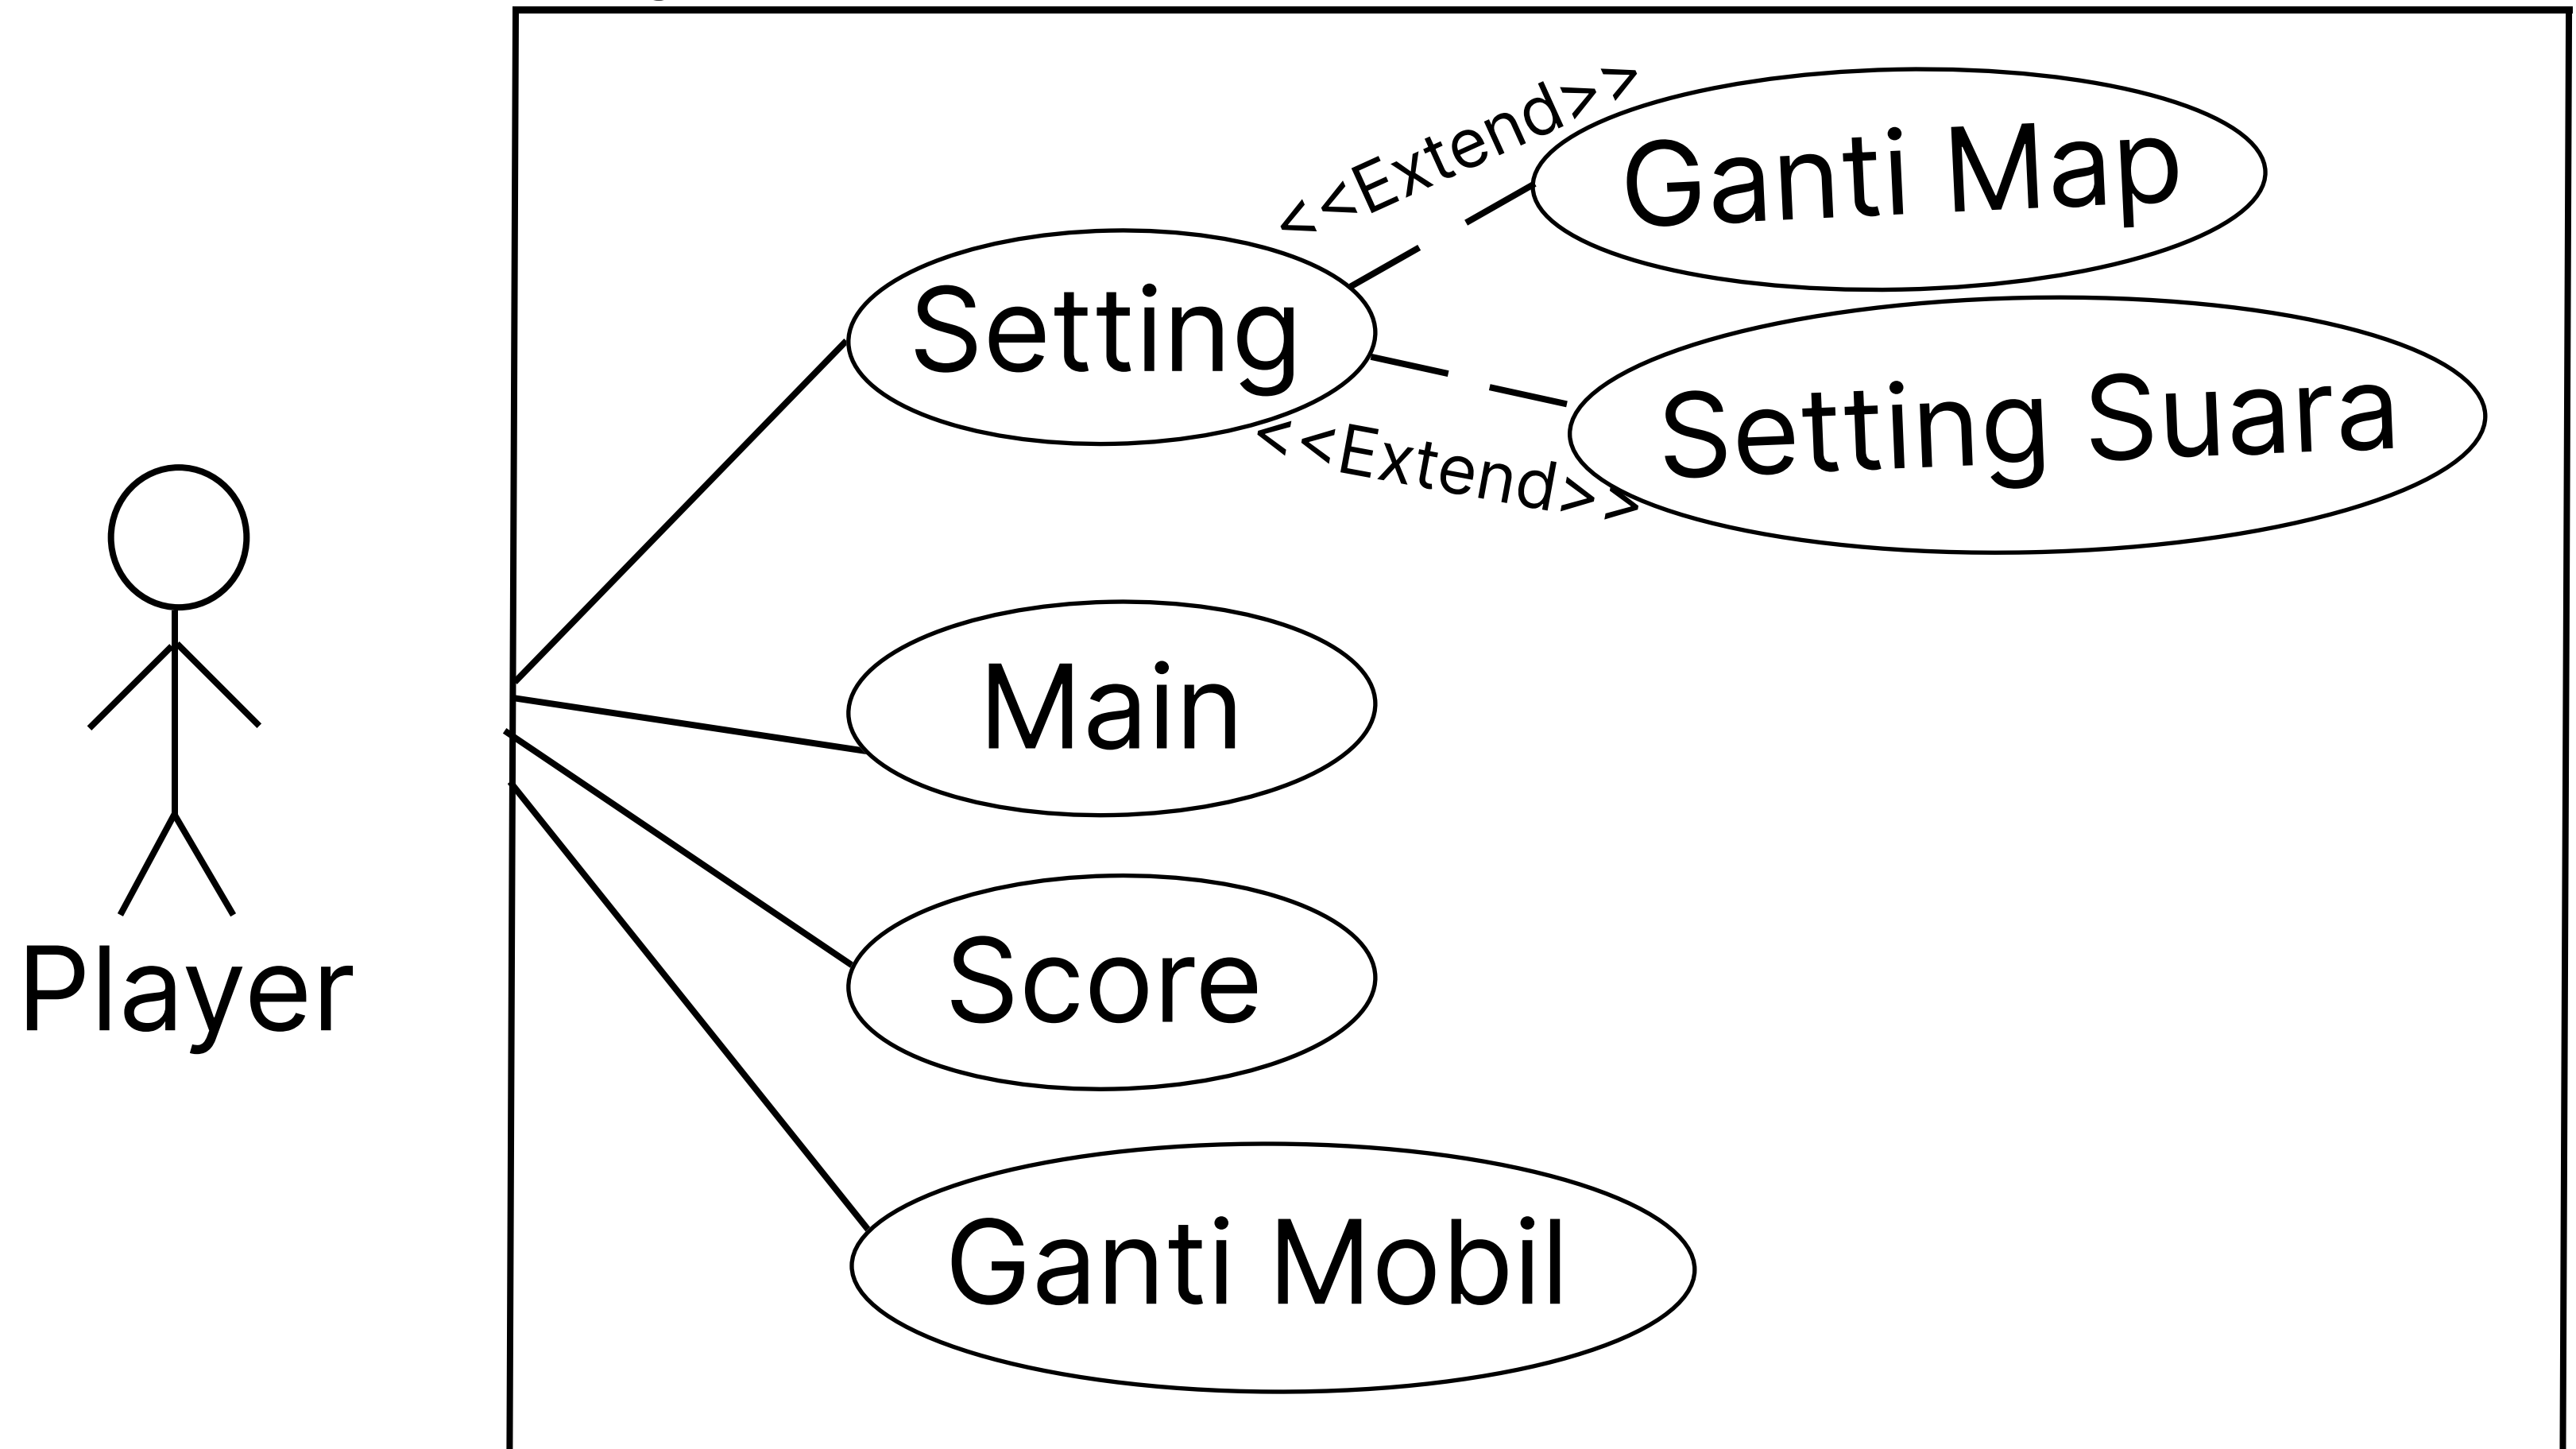 <<Extend>>
Ganti Map
Setting
Setting Suara
<<Extend>>
Main
Player
Score
Ganti Mobil